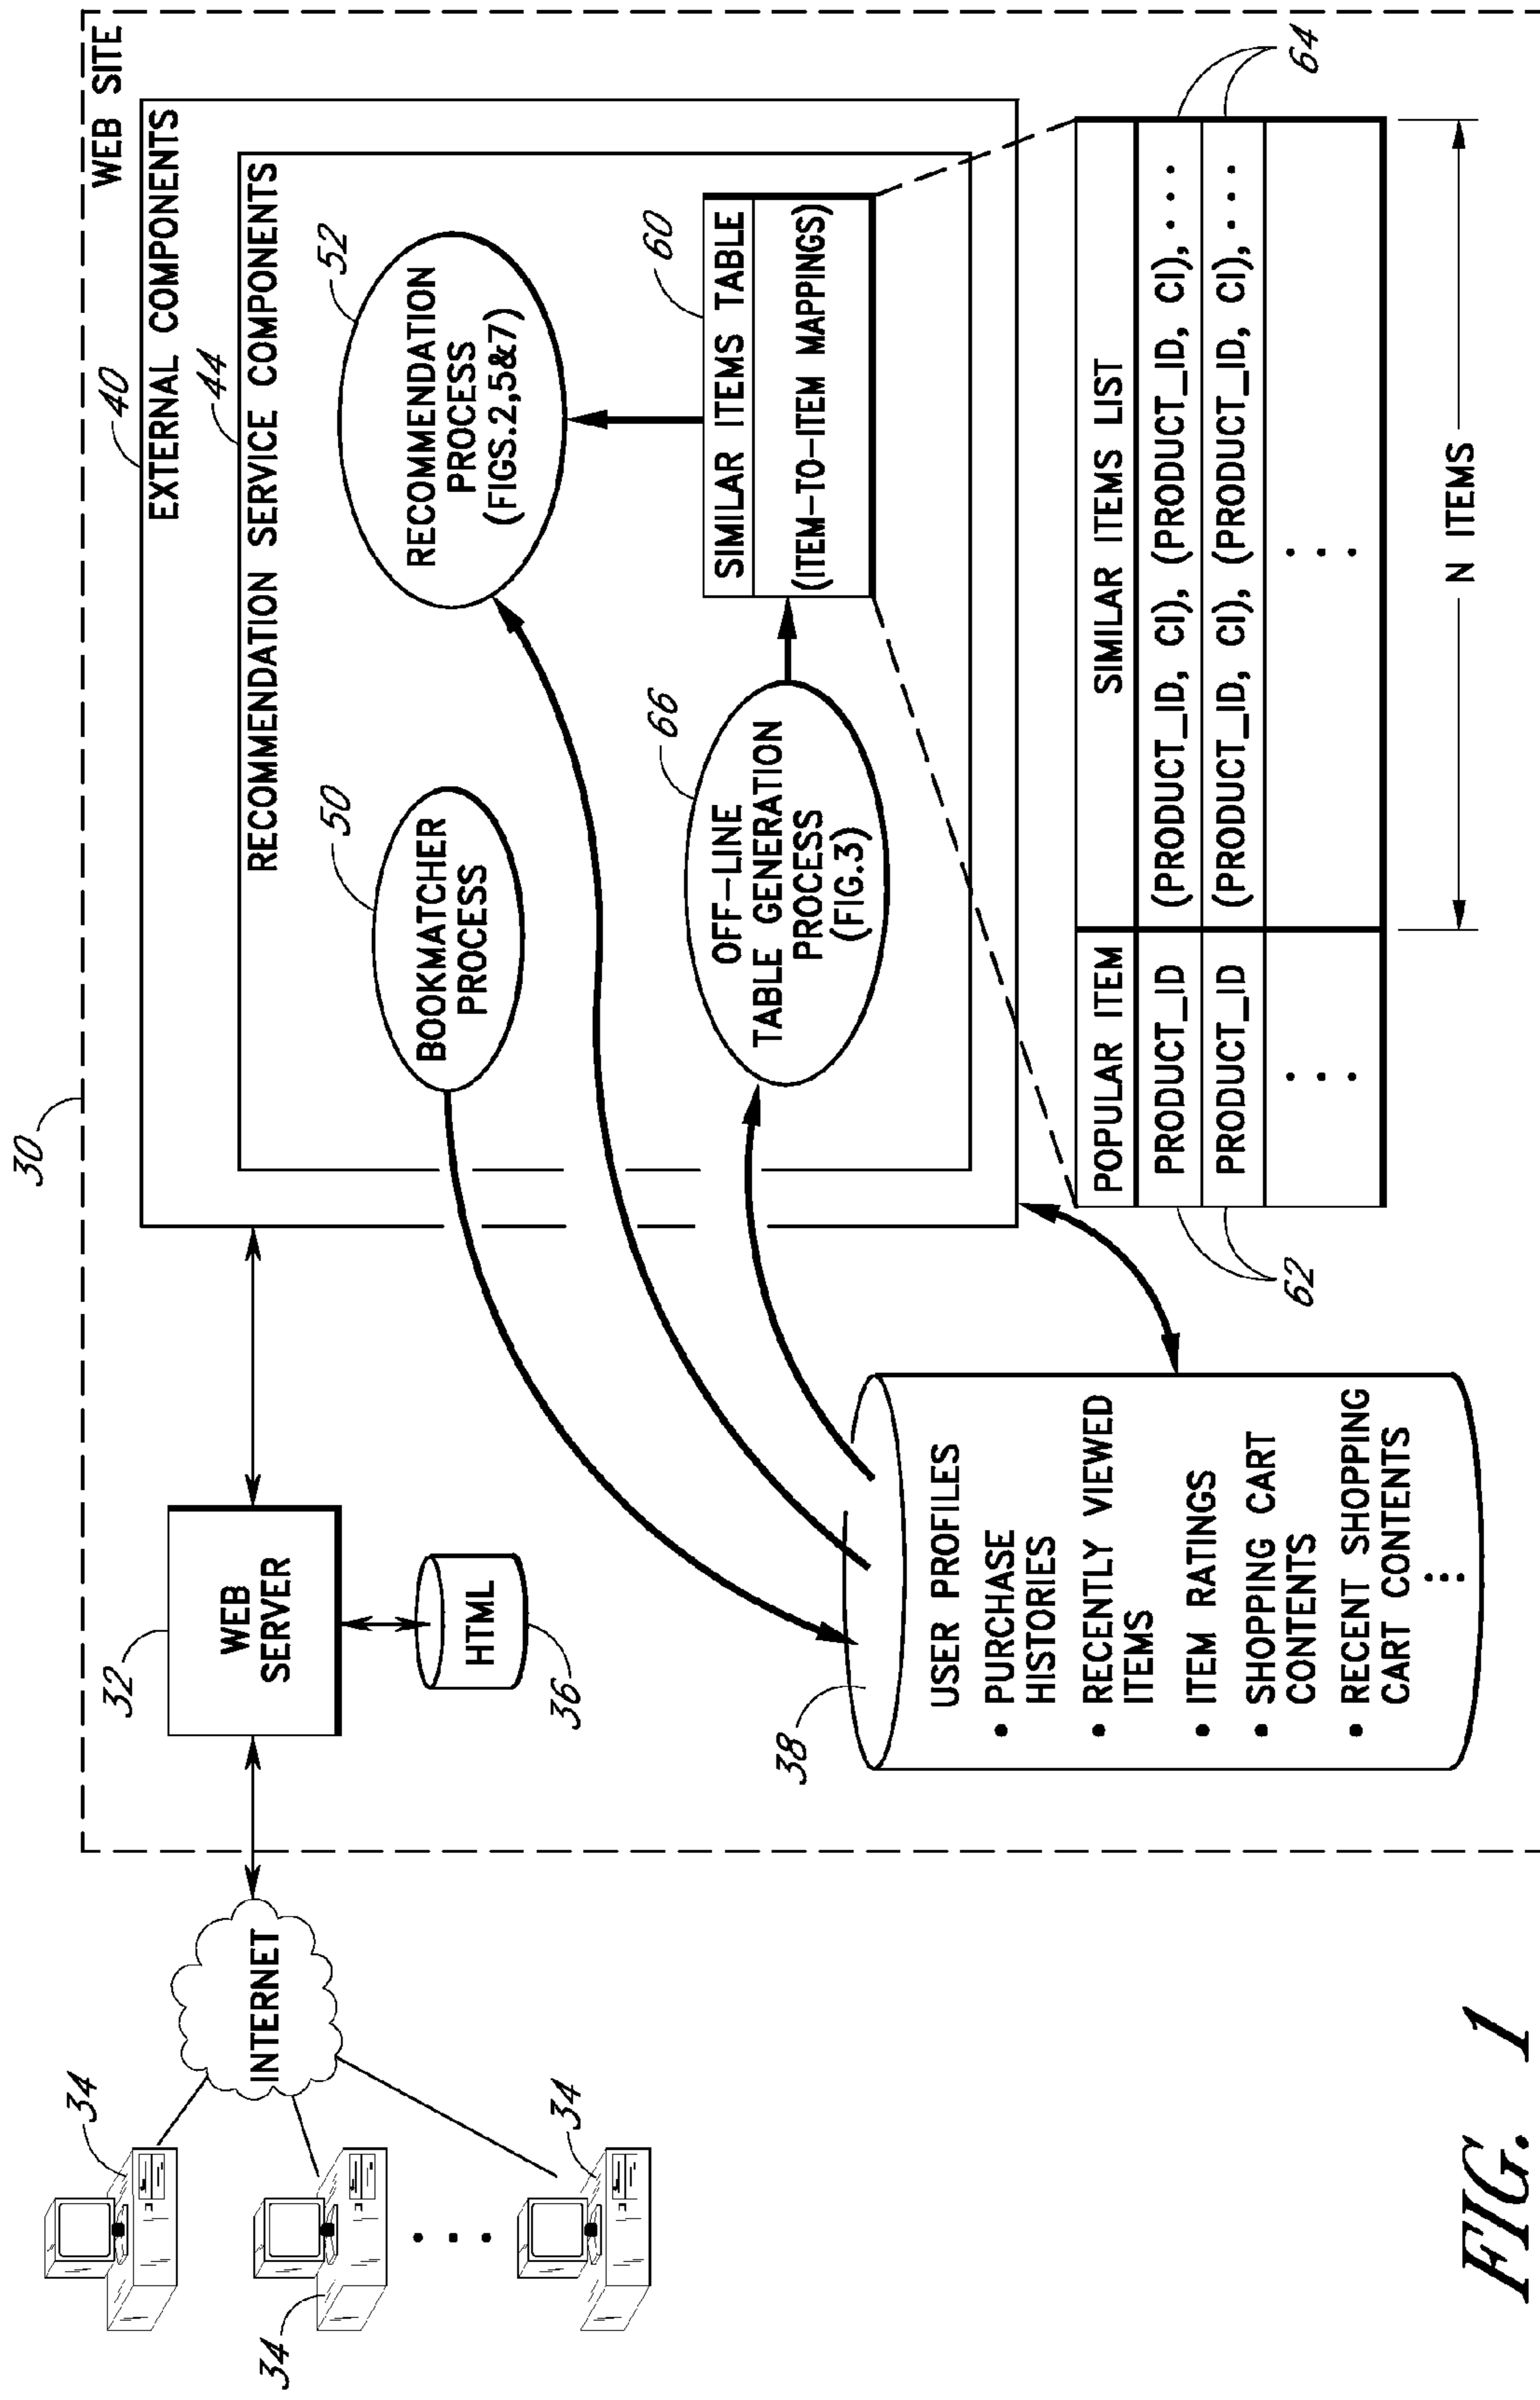 30
WEB SITE
40
EXTERNAL COMPONENTS
44
RECOMMENDATION SERVICE COMPONENTS
34
34
34
INTERNET
32
WEB
SERVER
HTML
36
50
BOOKMATCHER
PROCESS
52
RECOMMENDATION
PROCESS
(FIGS.2,5&7)
66
OFF-LINE
TABLE GENERATION
PROCESS
(FIG.3)
60
SIMILAR ITEMS TABLE
(ITEM-TO-ITEM MAPPINGS)
38
USER PROFILES
• PURCHASE
HISTORIES
• RECENTLY VIEWED
ITEMS
• ITEM RATINGS
• SHOPPING CART
CONTENTS
• RECENT SHOPPING
CART CONTENTS
POPULAR ITEM
SIMILAR ITEMS LIST
PRODUCT_ID
(PRODUCT_ID, CI), (PRODUCT_ID, CI), • • •
PRODUCT_ID
(PRODUCT_ID, CI), (PRODUCT_ID, CI), • • •
62
64
N ITEMS
FIG. 1